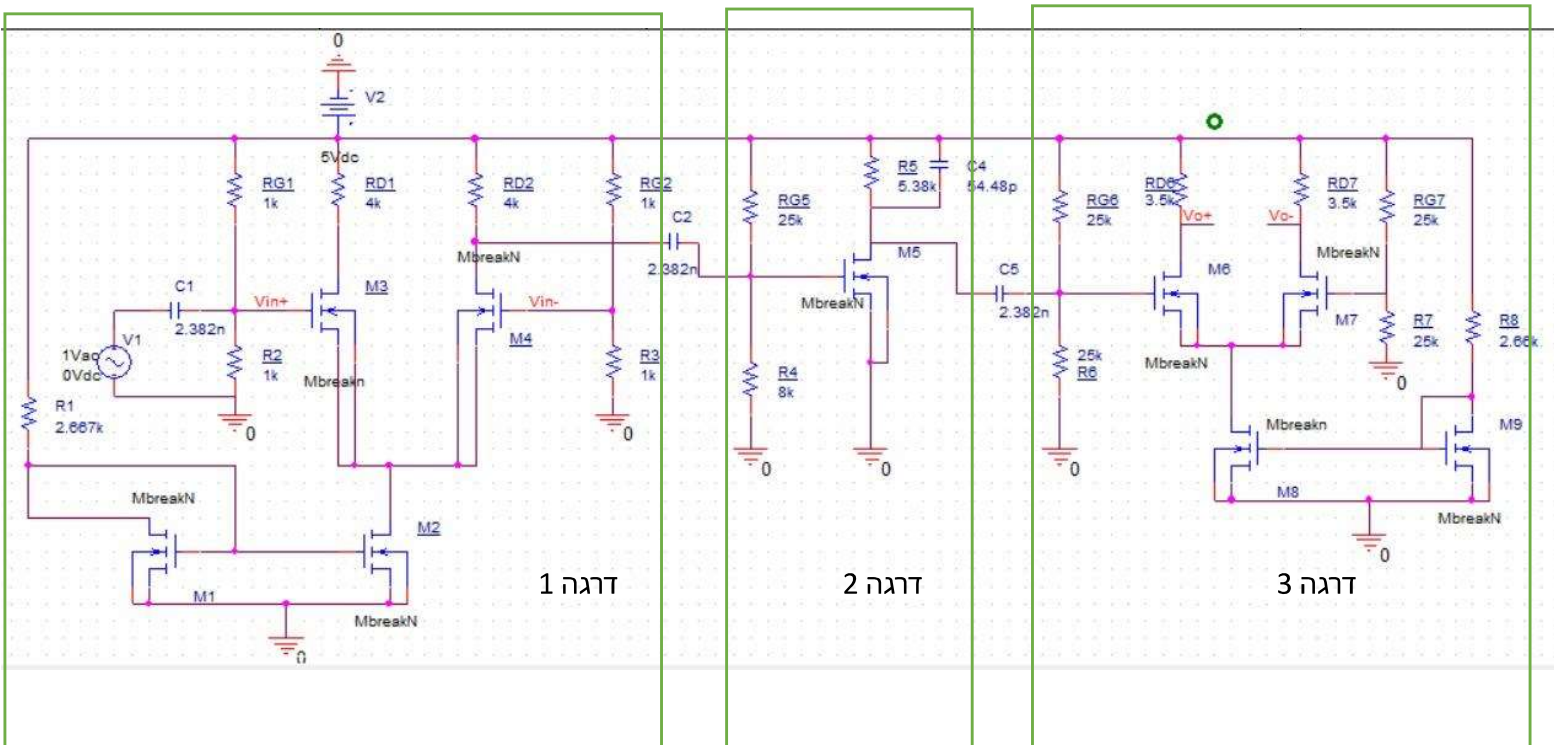 0
V2
5Vdc
RG1
1k
RD1
4k
RD2
4k
RG2
1k
C1
2.382n
Vin+
M3
MbreakN
Vin-
M4
V1
1Vac
0Vdc
R2
1k
Mbreakn
R3
1k
0
0
R1
2.667k
MbreakN
M1
M2
MbreakN
0
דרגה 1
C2
2.382n
RG5
25k
R5
5.38k
C4
54.48p
M5
MbreakN
R4
8k
0
0
דרגה 2
C5
2.382n
RG6
25k
RD6
3.5k
Vo+
Vo-
RD7
3.5k
RG7
25k
MbreakN
M6
M7
MbreakN
25k
R6
0
R7
25k
0
R8
2.66k
Mbreakn
M8
M9
MbreakN
0
דרגה 3